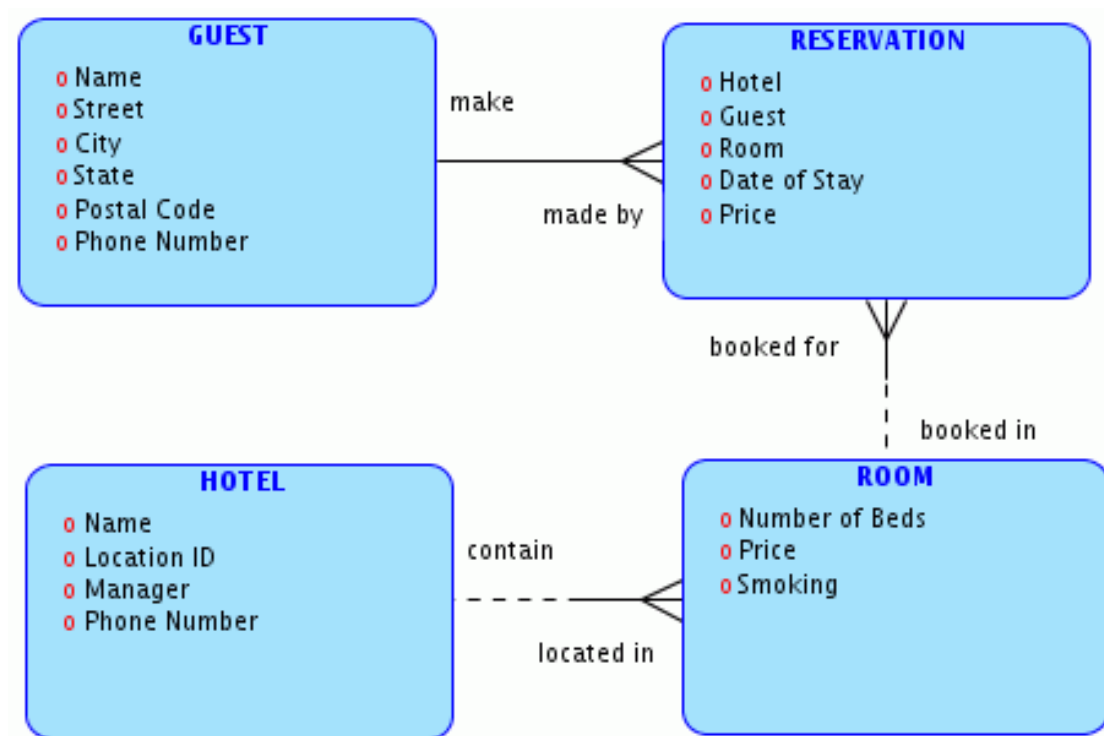 GUEST
o Name
o Street
o City
o State
o Postal Code
o Phone Number
make
made by
RESERVATION
o Hotel
o Guest
o Room
o Date of Stay
o Price
booked for
booked in
HOTEL
o Name
o Location ID
o Manager
o Phone Number
contain
located in
ROOM
o Number of Beds
o Price
o Smoking